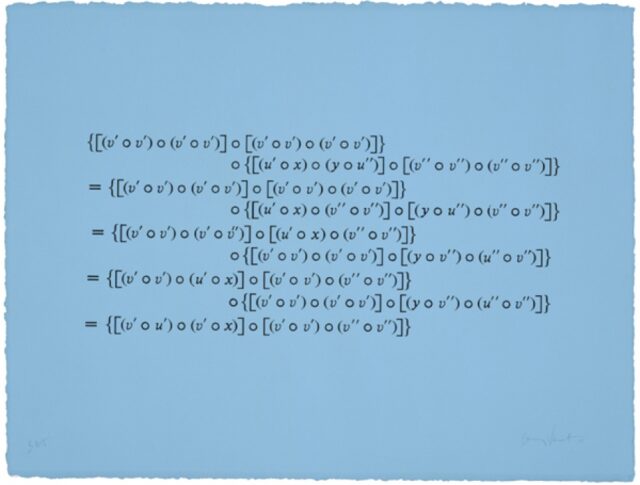 {[(v′ ∘ v′) ∘ (v′ ∘ v′)] ∘ [(v′ ∘ v′) ∘ (v′ ∘ v′)]}
∘ {[(u′ ∘ x) ∘ (y ∘ u″)] ∘ [(v″ ∘ v″) ∘ (v″ ∘ v″)]}
= {[(v′ ∘ v′) ∘ (v′ ∘ v′)] ∘ [(v′ ∘ v′) ∘ (v′ ∘ v′)]}
∘ {[(u′ ∘ x) ∘ (v″ ∘ v″)] ∘ [(y ∘ u″) ∘ (v″ ∘ v″)]}
= {[(v′ ∘ v′) ∘ (v′ ∘ v′)] ∘ [(u′ ∘ x) ∘ (v″ ∘ v″)]}
∘ {[(v′ ∘ v′) ∘ (v′ ∘ v′)] ∘ [(y ∘ v″) ∘ (u″ ∘ v″)]}
= {[(v′ ∘ v′) ∘ (u′ ∘ x)] ∘ [(v′ ∘ v′) ∘ (v″ ∘ v″)]}
∘ {[(v′ ∘ v′) ∘ (v′ ∘ v′)] ∘ [(y ∘ v″) ∘ (u″ ∘ v″)]}
= {[(v′ ∘ u′) ∘ (v′ ∘ x)] ∘ [(v′ ∘ v′) ∘ (v″ ∘ v″)]}